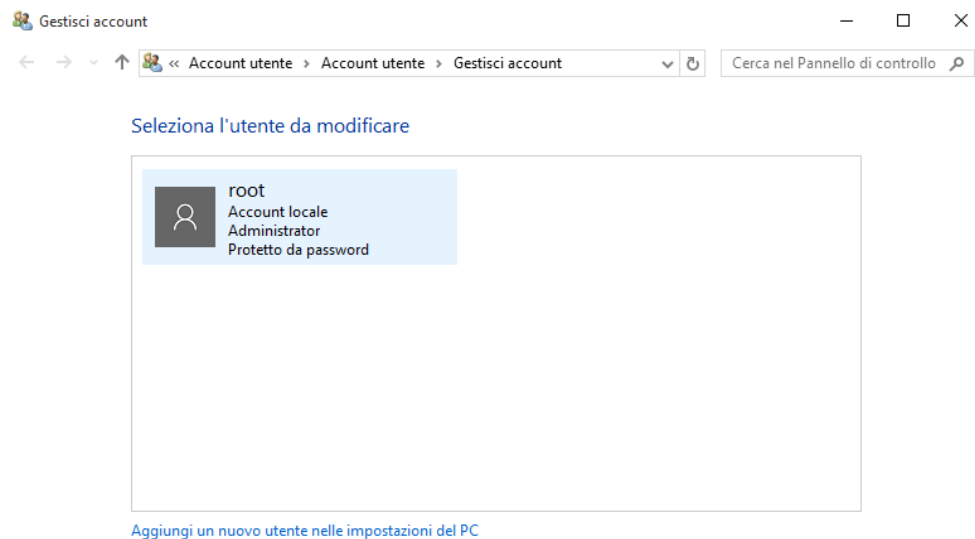 Gestisci account
« Account utente › Account utente › Gestisci account
Cerca nel Pannello di controllo
Seleziona l'utente da modificare
root
Account locale
Administrator
Protetto da password
Aggiungi un nuovo utente nelle impostazioni del PC